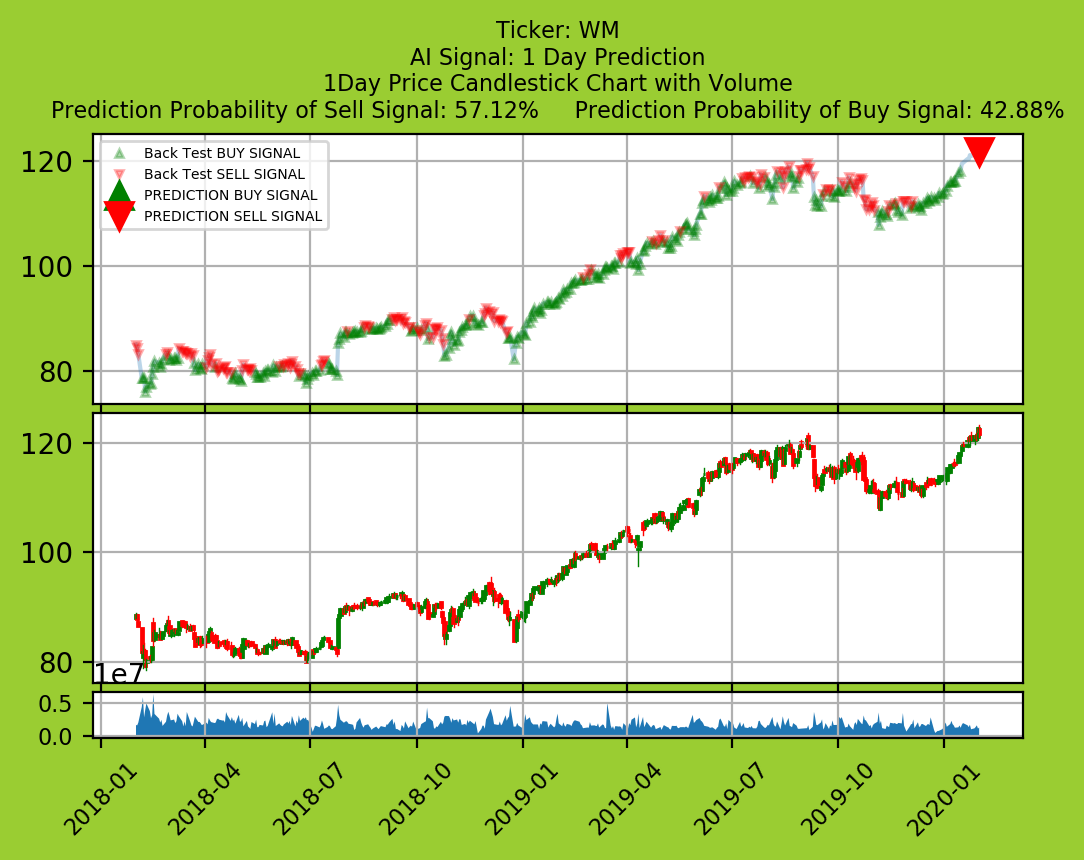 Ticker: WM
AI Signal: 1 Day Prediction
1Day Price Candlestick Chart with Volume
Prediction Probability of Sell Signal: 57.12%     Prediction Probability of Buy Signal: 42.88%
Back Test BUY SIGNAL
Back Test SELL SIGNAL
PREDICTION BUY SIGNAL
PREDICTION SELL SIGNAL
120
100
80
120
100
80
1e7
0.5
0.0
2018-01
2018-04
2018-07
2018-10
2019-01
2019-04
2019-07
2019-10
2020-01